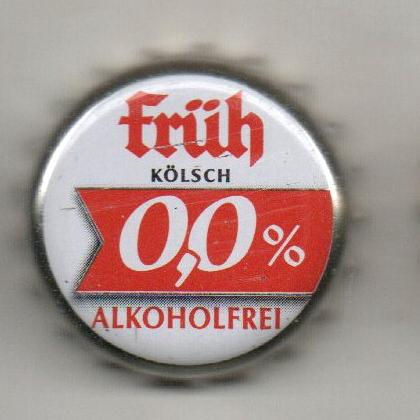 früh
KÖLSCH
0,0 %
ALKOHOLFREI